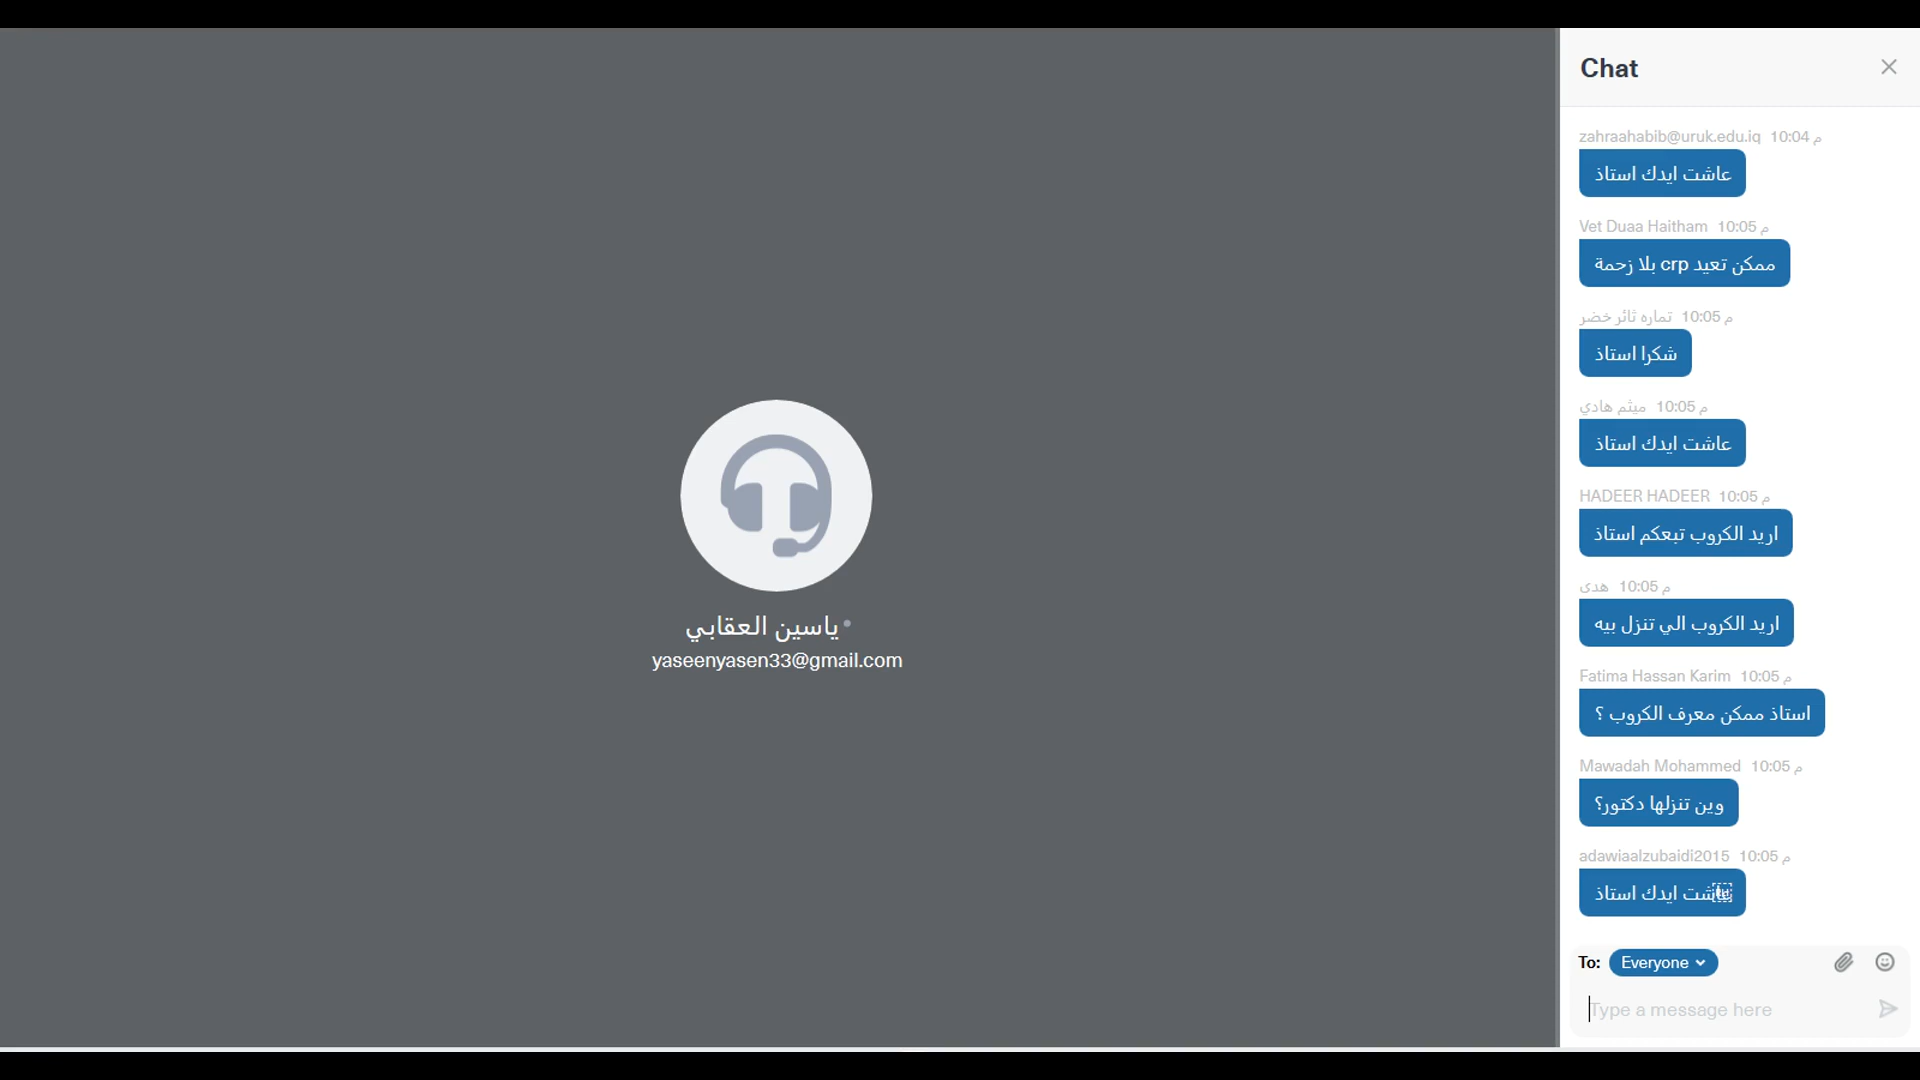 Chat
zahraahabib@uruk.edu.iq 10:04 م
عاشت ايدك استاذ
Vet Duaa Haitham 10:05 م
ممكن تعيد crp بلا زحمة
تماره ثائر خضر 10:05 م
شكرا استاذ
ميثم هادي 10:05 م
عاشت ايدك استاذ
HADEER HADEER 10:05 م
اريد الكروب تبعكم استاذ
هدى 10:05 م
اريد الكروب الي تنزل بيه
Fatima Hassan Karim 10:05 م
استاذ ممكن معرف الكروب ؟
Mawadah Mohammed 10:05 م
وين تنزلها دكتور؟
adawiaalzubaidi2015 10:05 م
عاشت ايدك استاذ
To: Everyone
Type a message here
ياسين العقابي
yaseenyasen33@gmail.com